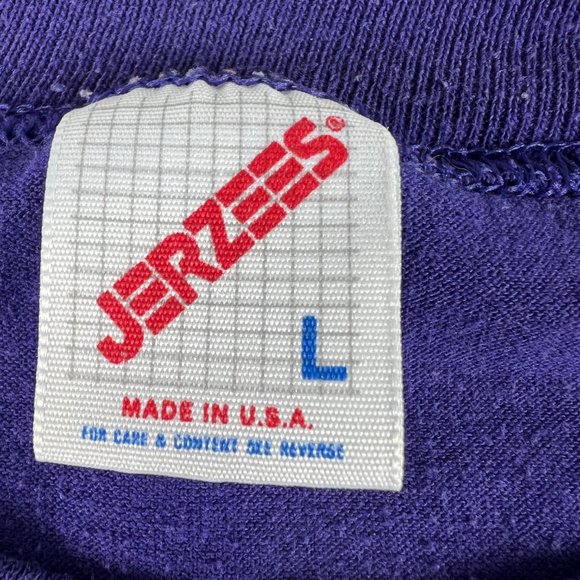 JERZEES®
L
MADE IN U.S.A.
FOR CARE & CONTENT SEE REVERSE